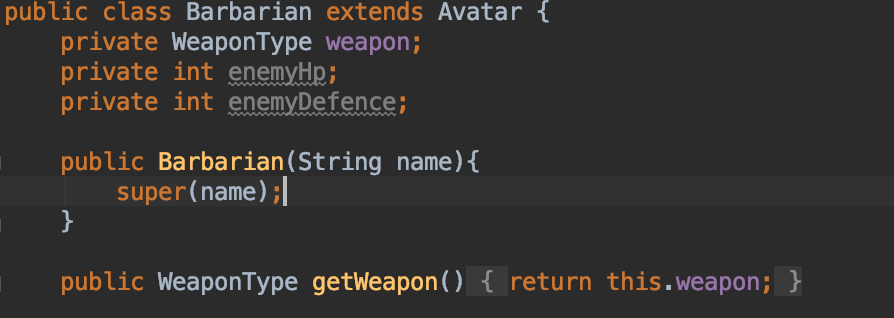 public class Barbarian extends Avatar {
private WeaponType weapon;
private int enemyHp;
private int enemyDefence;
public Barbarian(String name){
super(name);
}
public WeaponType getWeapon() { return this.weapon; }